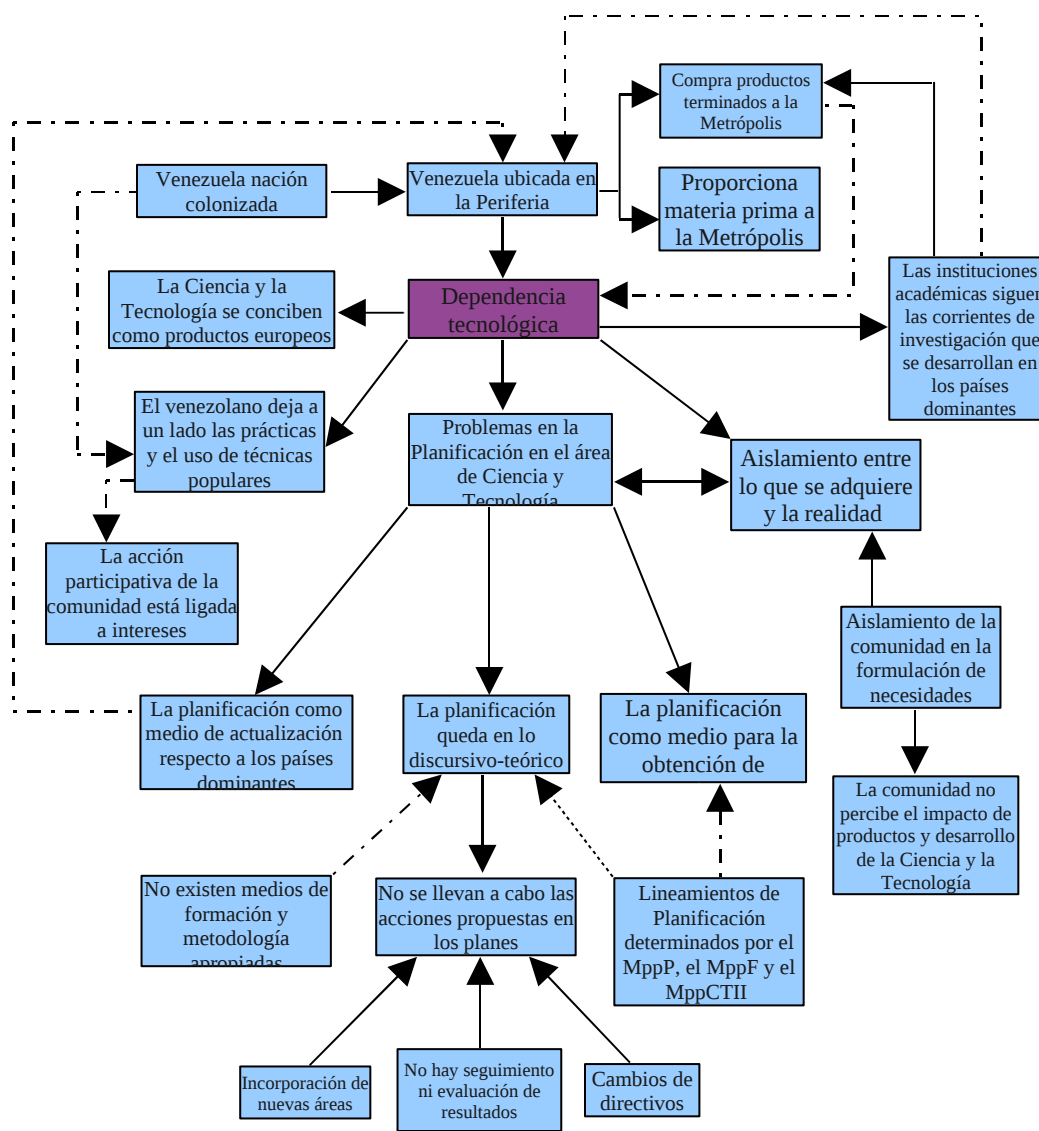 Compra productos
terminados a la
Metrópolis
Venezuela nación
colonizada
Venezuela ubicada en
la Periferia
Proporciona
materia prima a
la Metrópolis
La Ciencia y la
Tecnología se conciben
como productos europeos
Dependencia
tecnológica
Las instituciones
académicas siguen
las corrientes de
investigación que
se desarrollan en
los países
dominantes
El venezolano deja a
un lado las prácticas
y el uso de técnicas
populares
Problemas en la
Planificación en el área
de Ciencia y
Tecnología
Aislamiento entre
lo que se adquiere
y la realidad
La acción
participativa de la
comunidad está ligada
a intereses
Aislamiento de la
comunidad en la
formulación de
necesidades
La planificación como
medio de actualización
respecto a los países
dominantes
La planificación
queda en lo
discursivo-teórico
La planificación
como medio para la
obtención de
La comunidad no
percibe el impacto de
productos y desarrollo
de la Ciencia y la
Tecnología
No existen medios de
formación y
metodología
apropiadas
No se llevan a cabo las
acciones propuestas en
los planes
Lineamientos de
Planificación
determinados por el
MppP, el MppF y el
MppCTII
Incorporación de
nuevas áreas
No hay seguimiento
ni evaluación de
resultados
Cambios de
directivos